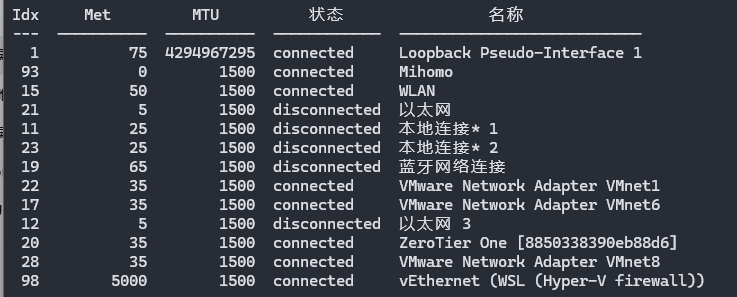 Idx     Met         MTU          状态                名称
---  ----------  ----------  ------------  ---------------------------
  1          75  4294967295  connected     Loopback Pseudo-Interface 1
 93           0        1500  connected     Mihomo
 15          50        1500  connected     WLAN
 21           5        1500  disconnected  以太网
 11          25        1500  disconnected  本地连接* 1
 23          25        1500  disconnected  本地连接* 2
 19          65        1500  disconnected  蓝牙网络连接
 22          35        1500  connected     VMware Network Adapter VMnet1
 17          35        1500  connected     VMware Network Adapter VMnet6
 12           5        1500  disconnected  以太网 3
 20          35        1500  connected     ZeroTier One [8850338390eb88d6]
 28          35        1500  connected     VMware Network Adapter VMnet8
 98        5000        1500  connected     vEthernet (WSL (Hyper-V firewall))